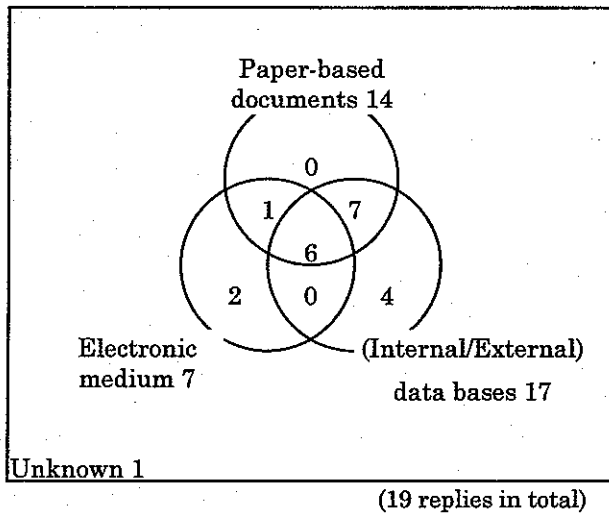 Paper-based
documents 14
0
1 7
6
2 0 4
Electronic
medium 7
(Internal/External)
data bases 17
Unknown 1
(19 replies in total)